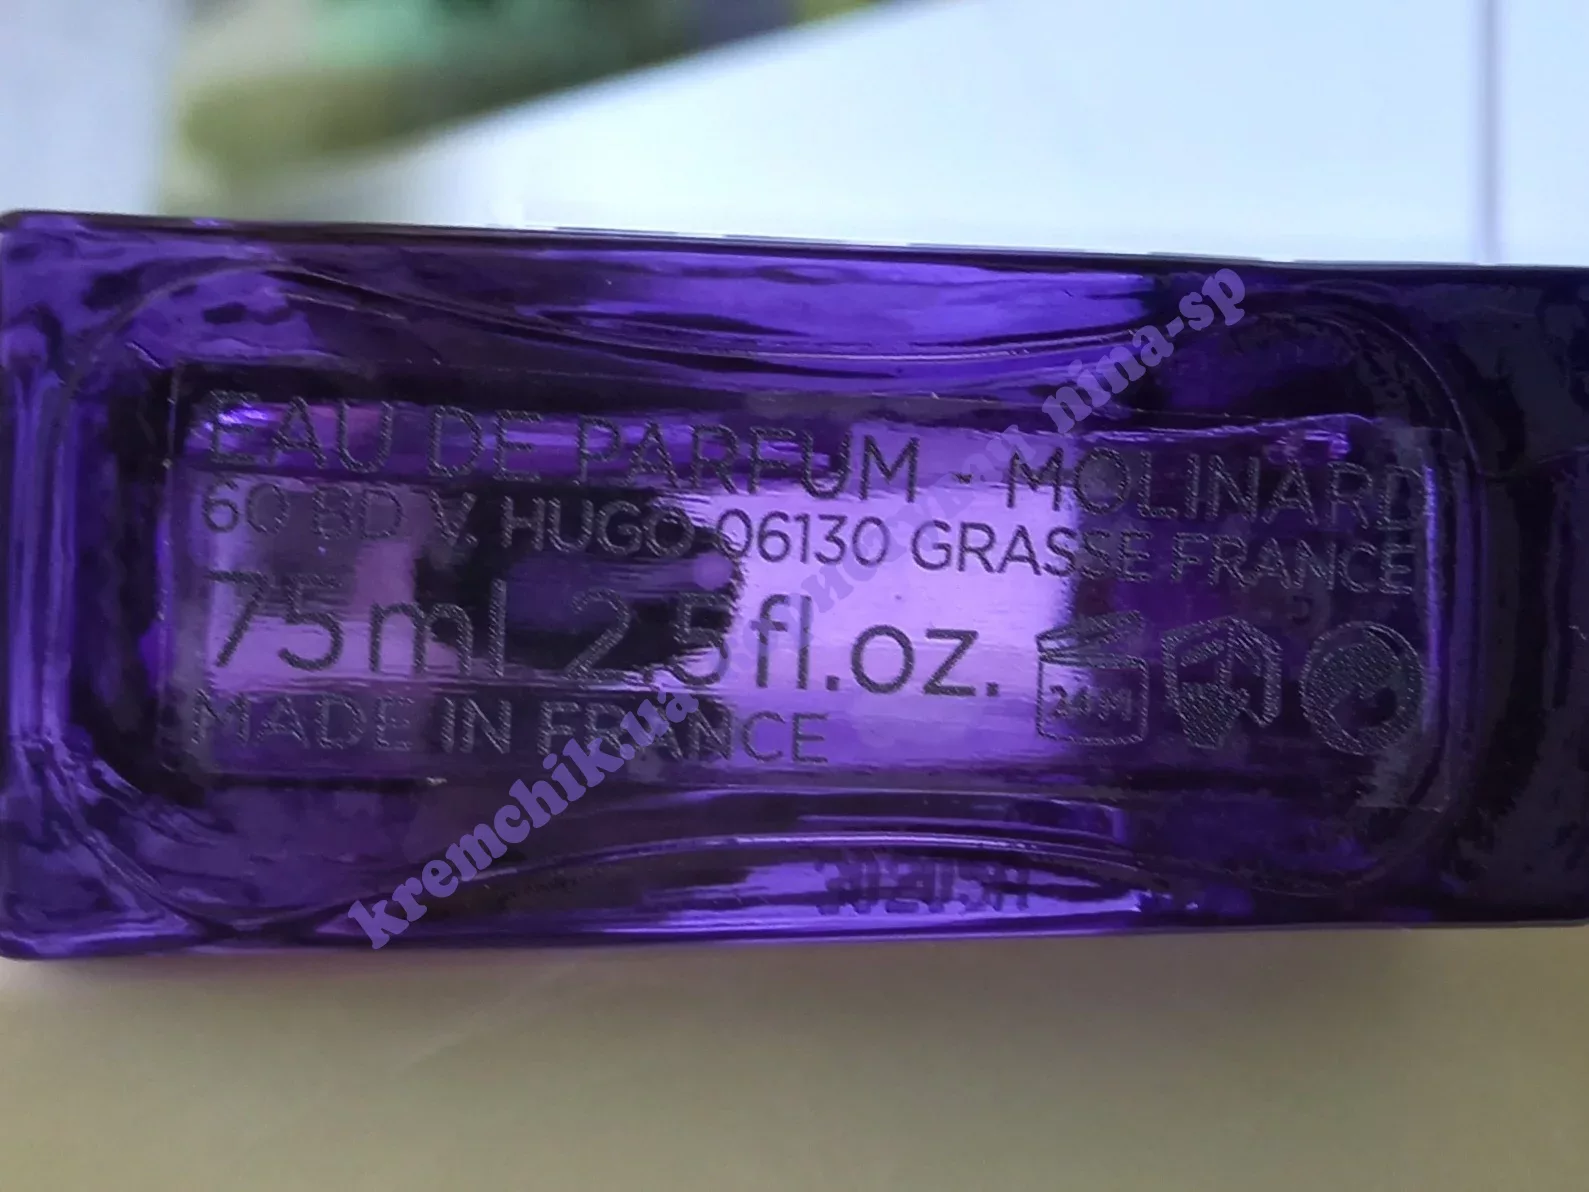 EAU DE PARFUM - MOLINARD
60 BD V. HUGO 06130 GRASSE FRANCE
75ml 2.5fl.oz.
24M
MADE IN FRANCE
kremchik.ua
nina-sp